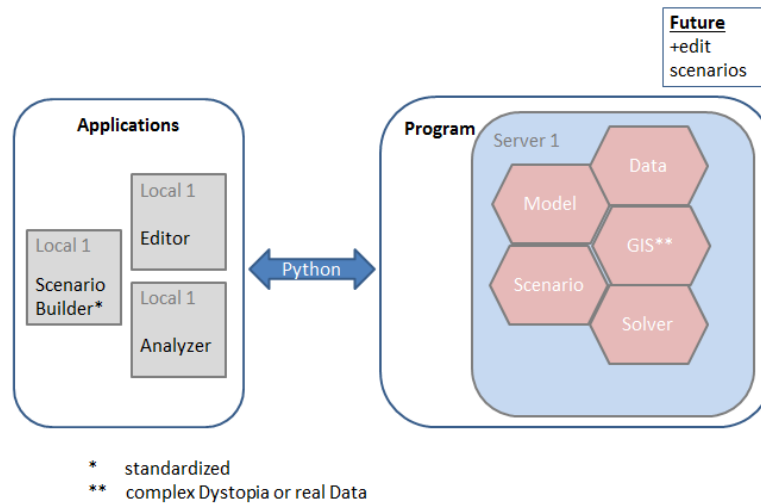 Future
+edit
scenarios
Applications
Local 1
Editor
Local 1
Scenario
Builder*
Local 1
Analyzer
Python
Program
Server 1
Data
Model
GIS**
Scenario
Solver
* standardized
** complex Dystopia or real Data